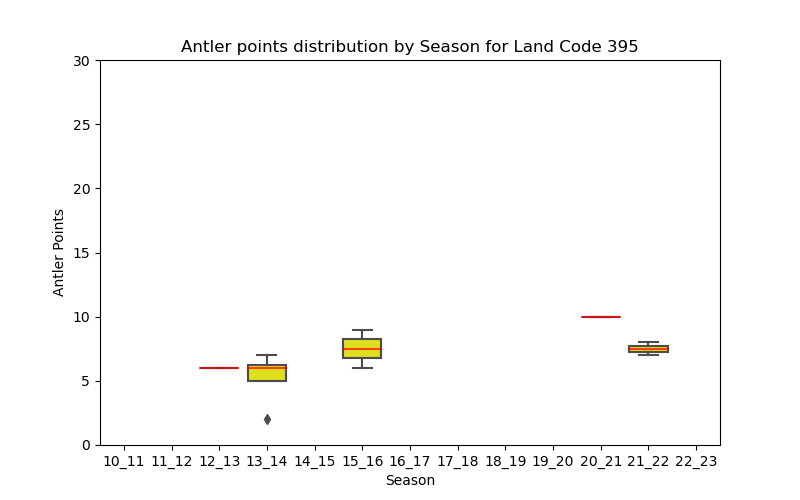 Antler points distribution by Season for Land Code 395
30
25
20
15
10
5
0
Antler Points
10_11 11_12 12_13 13_14 14_15 15_16 16_17 17_18 18_19 19_20 20_21 21_22 22_23
Season